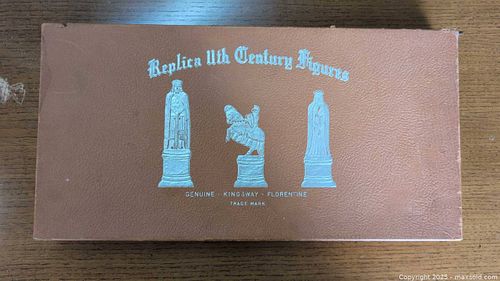 Replica 11th Century Figures
GENUINE - KINGSWAY - FLORENTINE
TRADE MARK
Copyright 2025 - maxsold.com